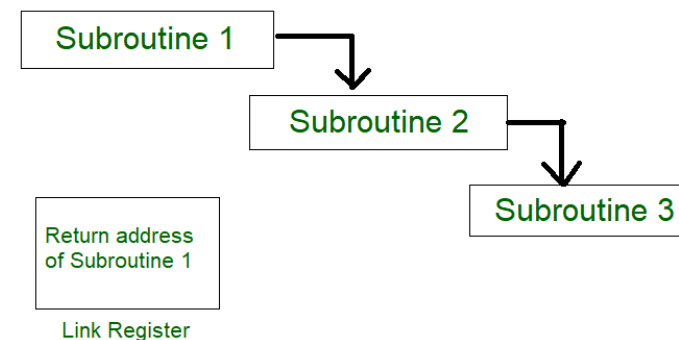 Subroutine 1
Subroutine 2
Subroutine 3
Return address
of Subroutine 1
Link Register